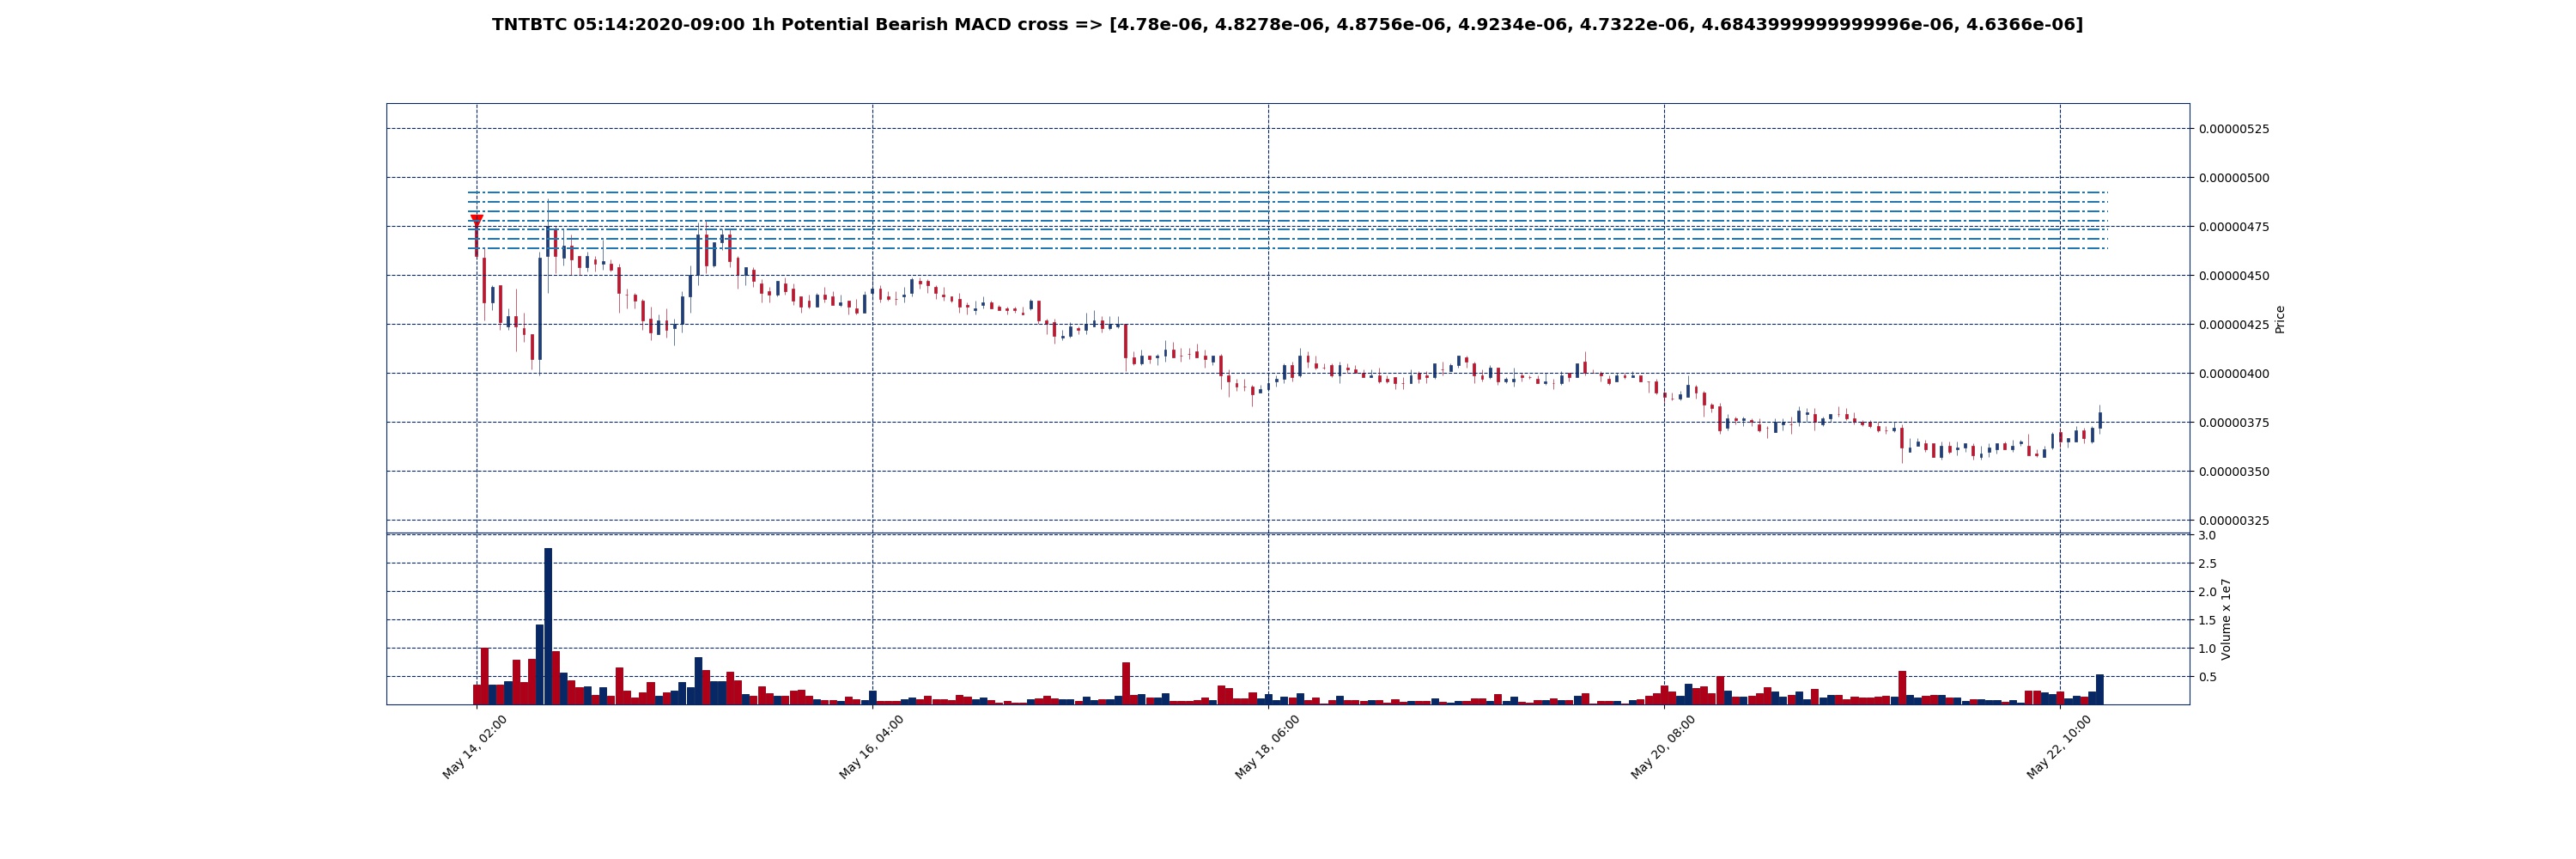 TNTBTC 05:14:2020-09:00 1h Potential Bearish MACD cross => [4.78e-06, 4.8278e-06, 4.8756e-06, 4.9234e-06, 4.7322e-06, 4.6843999999999996e-06, 4.6366e-06]
0.00000525
0.00000500
0.00000475
0.00000450
0.00000425
0.00000400
0.00000375
0.00000350
0.00000325
Price
3.0
2.5
2.0
1.5
1.0
0.5
Volume x 1e7
May 14, 02:00
May 16, 04:00
May 18, 06:00
May 20, 08:00
May 22, 10:00